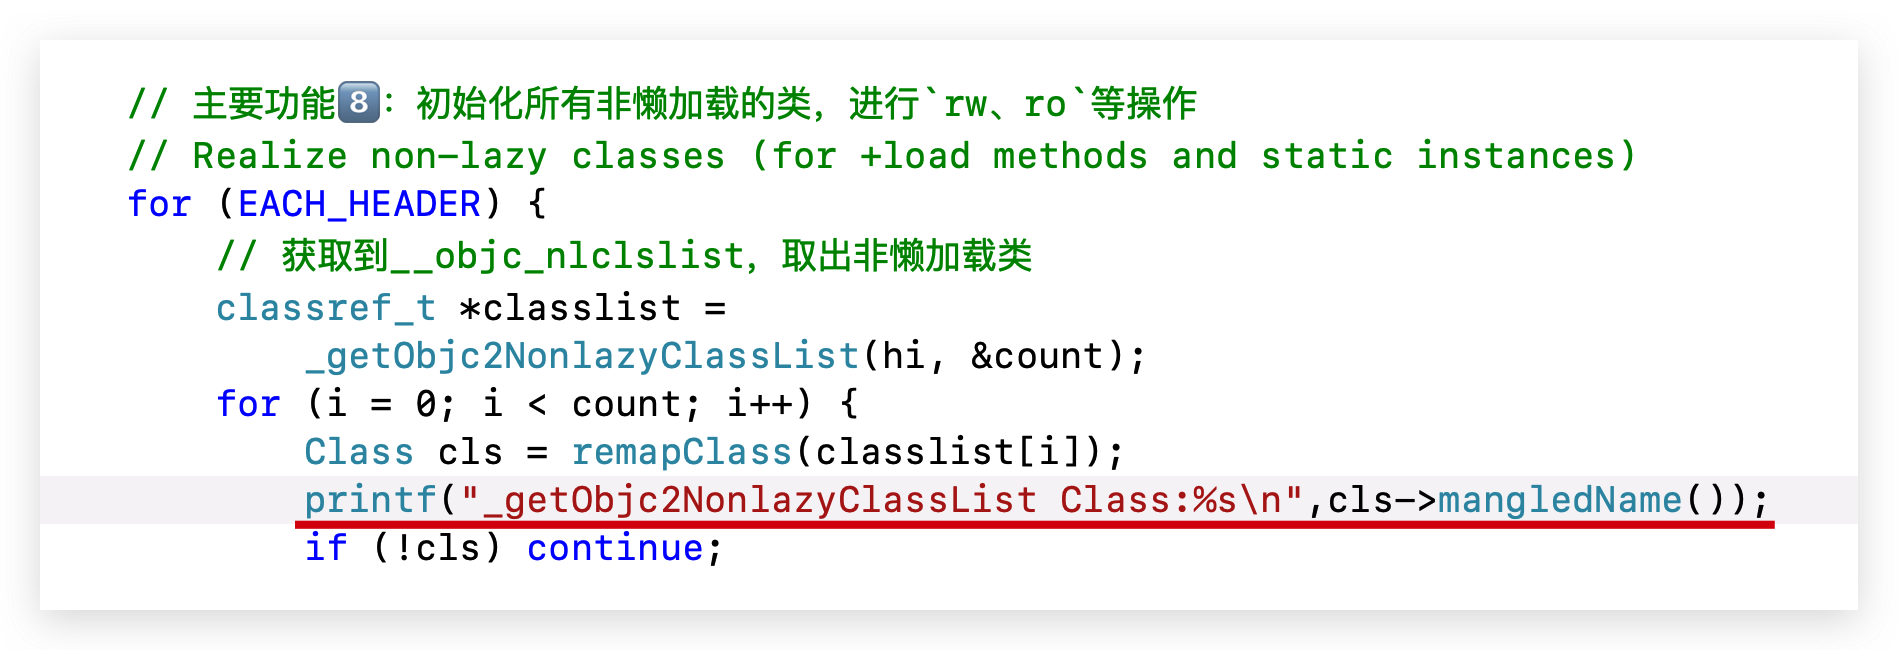 // 主要功能8️⃣：初始化所有非懒加载的类，进行`rw、ro`等操作
// Realize non-lazy classes (for +load methods and static instances)
for (EACH_HEADER) {
    // 获取到__objc_nlclslist，取出非懒加载类
    classref_t *classlist =
        _getObjc2NonlazyClassList(hi, &count);
    for (i = 0; i < count; i++) {
        Class cls = remapClass(classlist[i]);
        printf("_getObjc2NonlazyClassList Class:%s\n",cls->mangledName());
        if (!cls) continue;